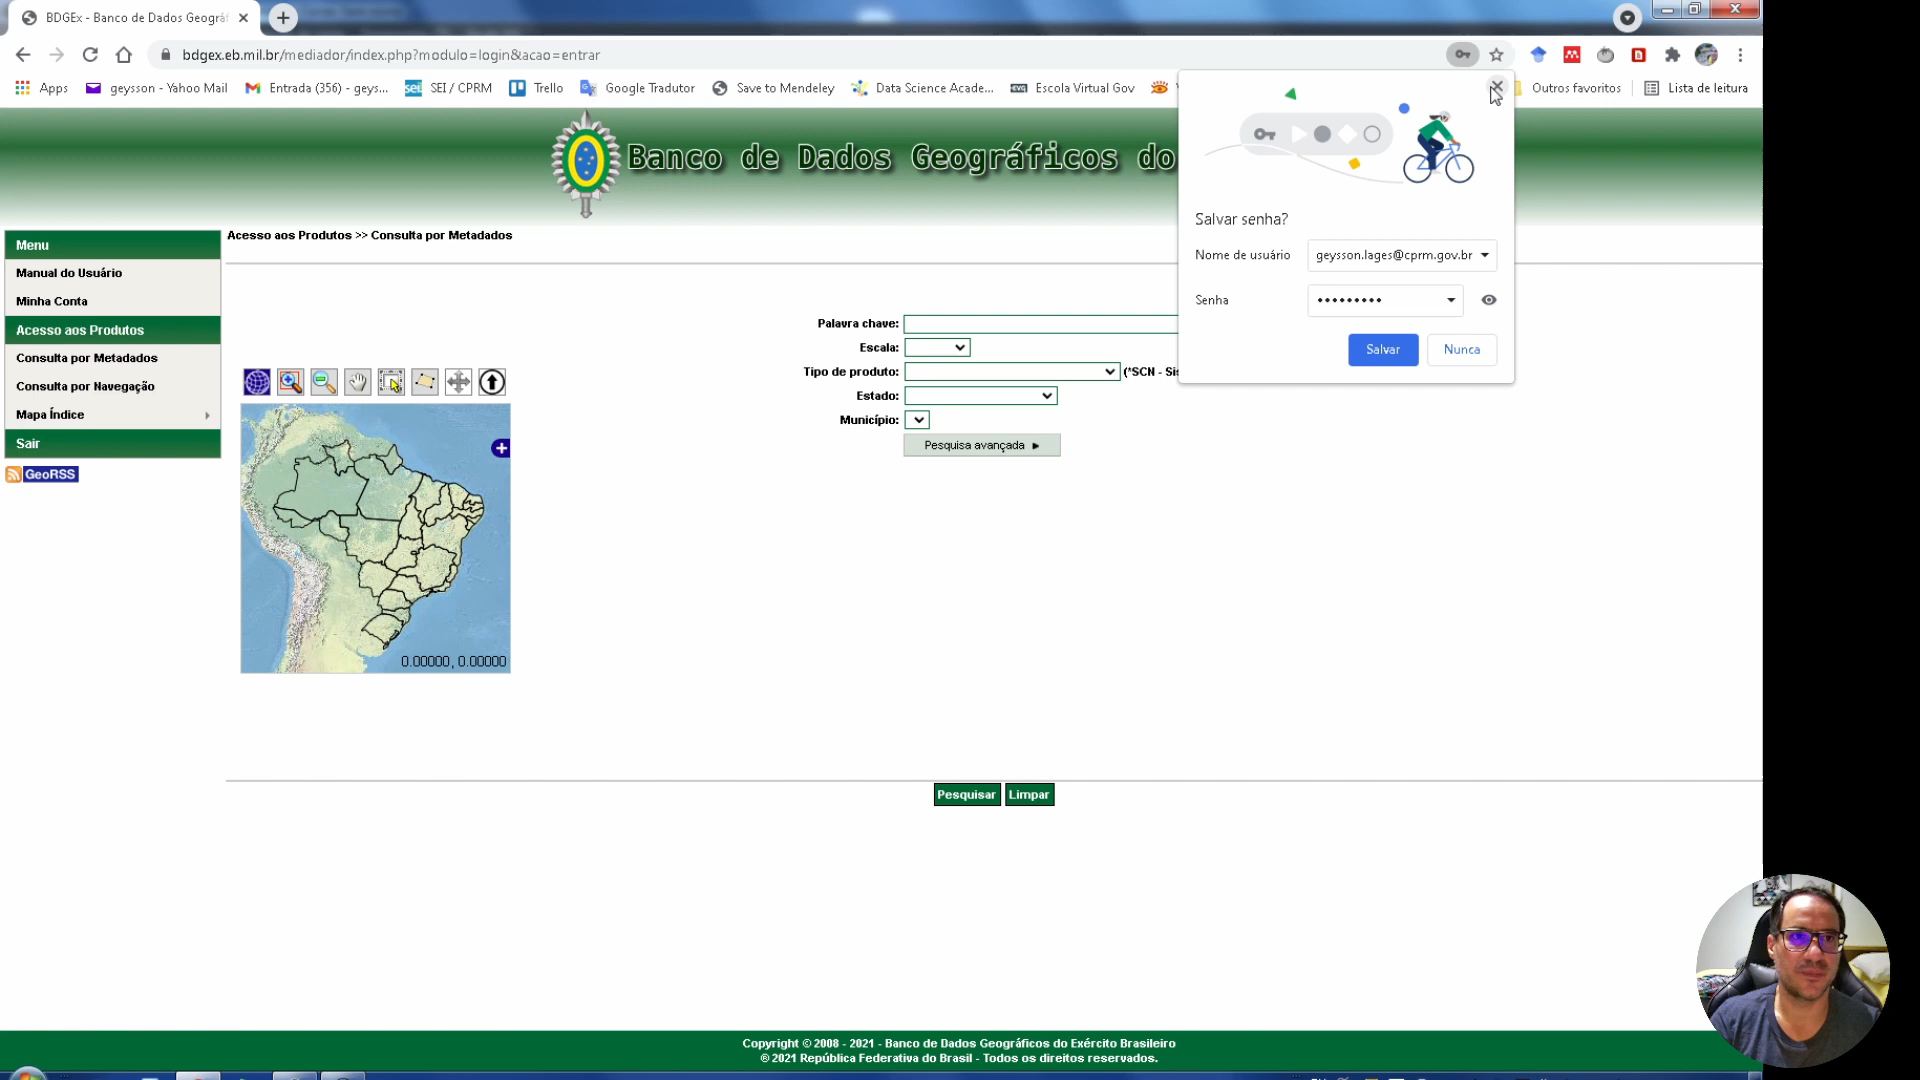 BDGEx - Banco de Dados Geográf
bdgex.eb.mil.br/mediador/index.php?modulo=login&acao=entrar
Apps
geysson - Yahoo Mail
Entrada (356) - geys...
sei
SEI / CPRM
Trello
Google Tradutor
Save to Mendeley
Data Science Acade...
EVG
Escola Virtual Gov
Outros favoritos
Lista de leitura
Banco de Dados Geográficos do
Salvar senha?
Nome de usuário
geysson.lages@cprm.gov.br
Senha
•••••••••
Salvar
Nunca
Menu
Manual do Usuário
Minha Conta
Acesso aos Produtos
Consulta por Metadados
Consulta por Navegação
Mapa Índice
Sair
GeoRSS
Acesso aos Produtos >> Consulta por Metadados
Palavra chave:
Escala:
Tipo de produto:
(*SCN - Sis
Estado:
Município:
Pesquisa avançada
0.00000, 0.00000
Pesquisar
Limpar
Copyright © 2008 - 2021 - Banco de Dados Geográficos do Exército Brasileiro
© 2021 República Federativa do Brasil - Todos os direitos reservados.